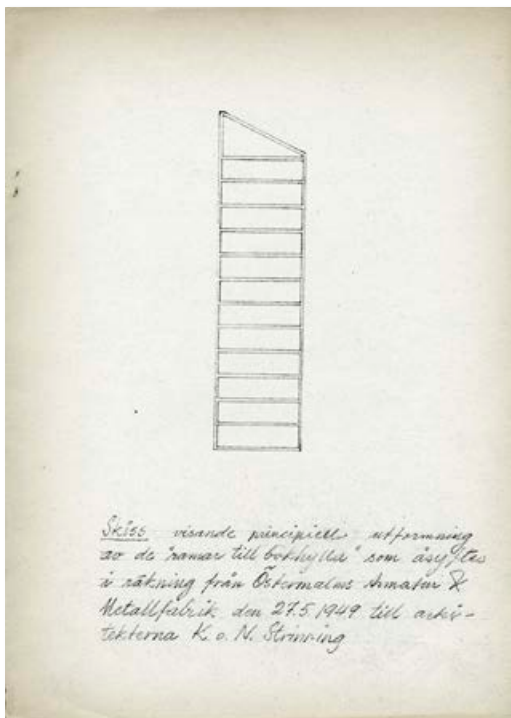 Skiss visande principiell utformning
av de "ramar till bokhylla" som åsyftas
i räkning från Östermalms Armatur &
Metallfabrik den 27.5.1949 till arki-
tekterna K. o. N. Strinning